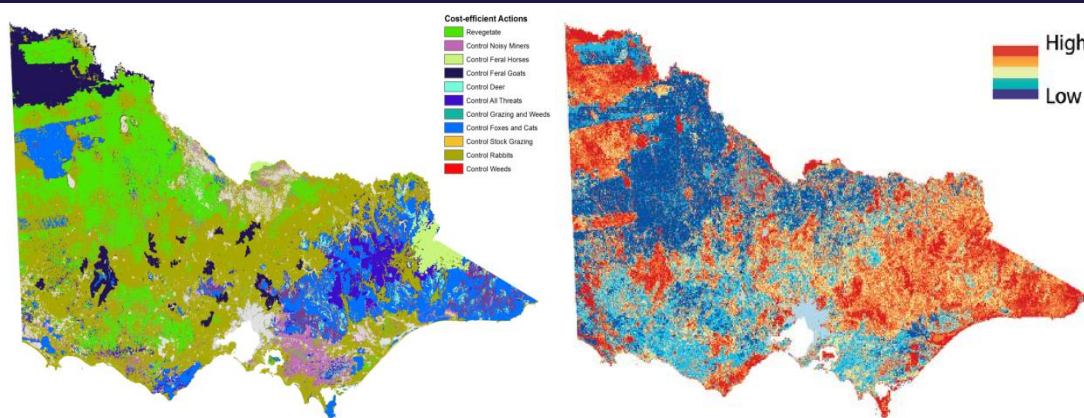 Cost-efficient Actions
Revegetate
Control Noisy Miners
Control Feral Horses
Control Feral Goats
Control Deer
Control All Threats
Control Grazing and Weeds
Control Foxes and Cats
Control Stock Grazing
Control Rabbits
Control Weeds
High
Low